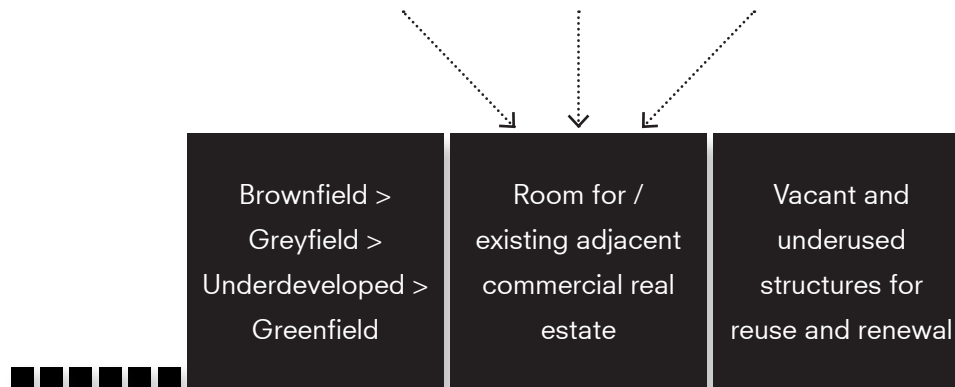 Brownfield >
Greyfield >
Underdeveloped >
Greenfield
Room for /
existing adjacent
commercial real
estate
Vacant and
underused
structures for
reuse and renewal